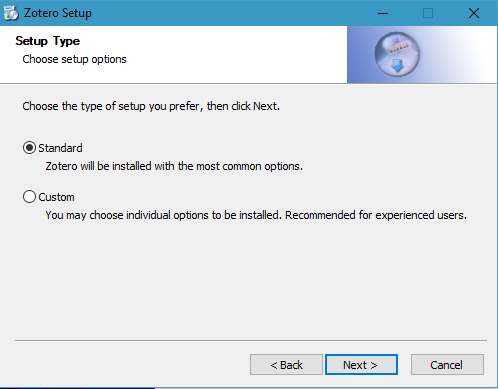 Zotero Setup
Setup Type
Choose setup options
Choose the type of setup you prefer, then click Next.
Standard
Zotero will be installed with the most common options.
Custom
You may choose individual options to be installed. Recommended for experienced users.
< Back
Next >
Cancel